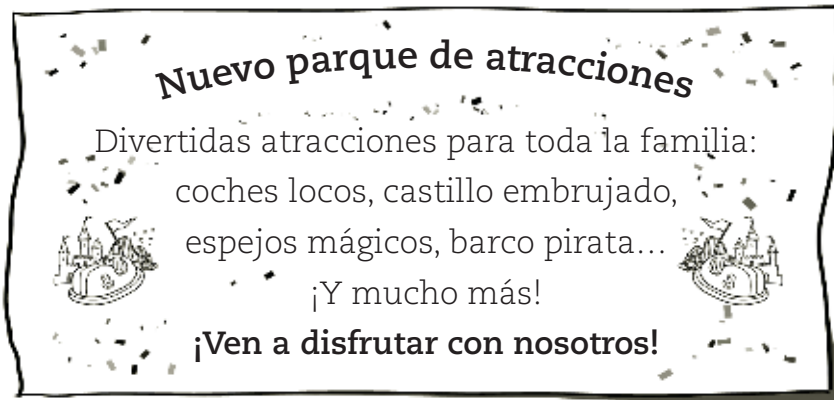 Nuevo parque de atracciones
Divertidas atracciones para toda la familia:
coches locos, castillo embrujado,
espejos mágicos, barco pirata...
¡Y mucho más!
¡Ven a disfrutar con nosotros!